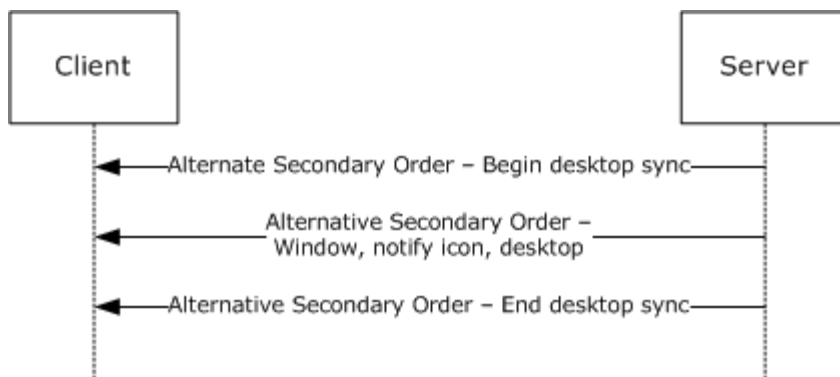 Client
Server
Alternate Secondary Order – Begin desktop sync
Alternative Secondary Order –
Window, notify icon, desktop
Alternative Secondary Order – End desktop sync